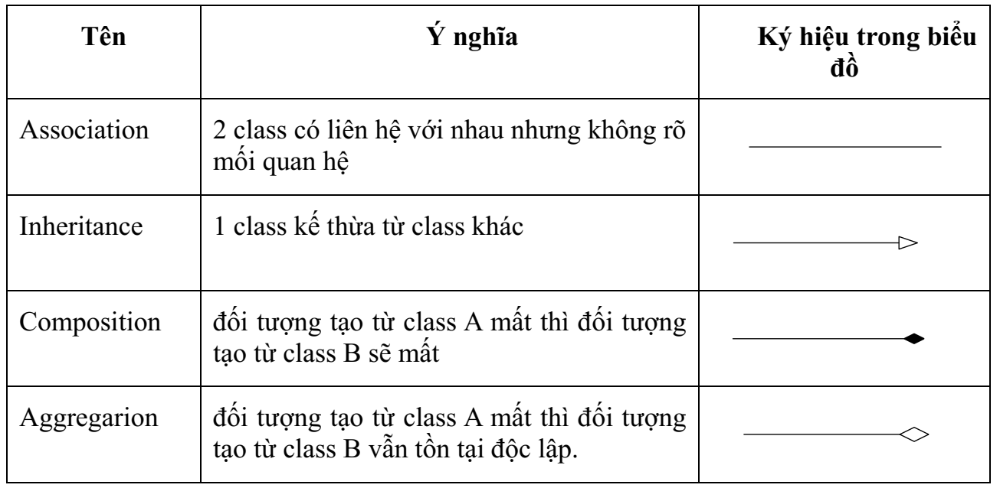 Tên
Ý nghĩa
Ký hiệu trong biểu
đồ
Association
2 class có liên hệ với nhau nhưng không rõ
mối quan hệ
Inheritance
1 class kế thừa từ class khác
Composition
đối tượng tạo từ class A mất thì đối tượng
tạo từ class B sẽ mất
Aggregarion
đối tượng tạo từ class A mất thì đối tượng
tạo từ class B vẫn tồn tại độc lập.